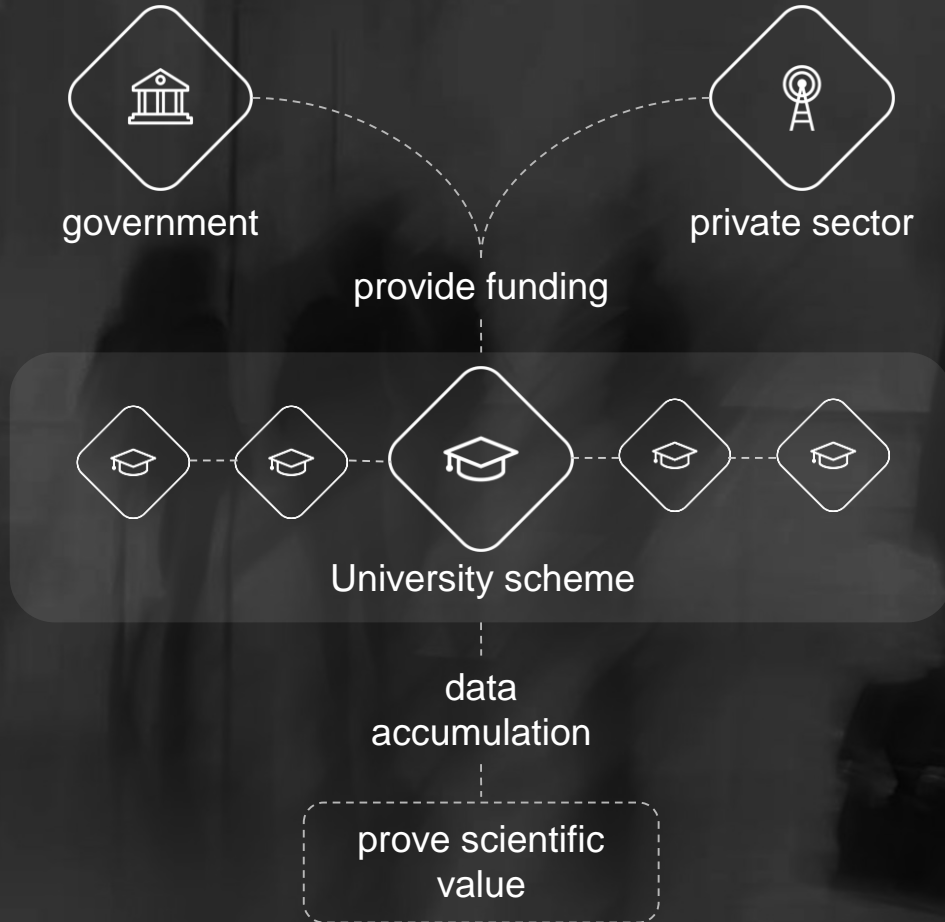 government
private sector
provide funding
University scheme
data
accumulation
prove scientific
value